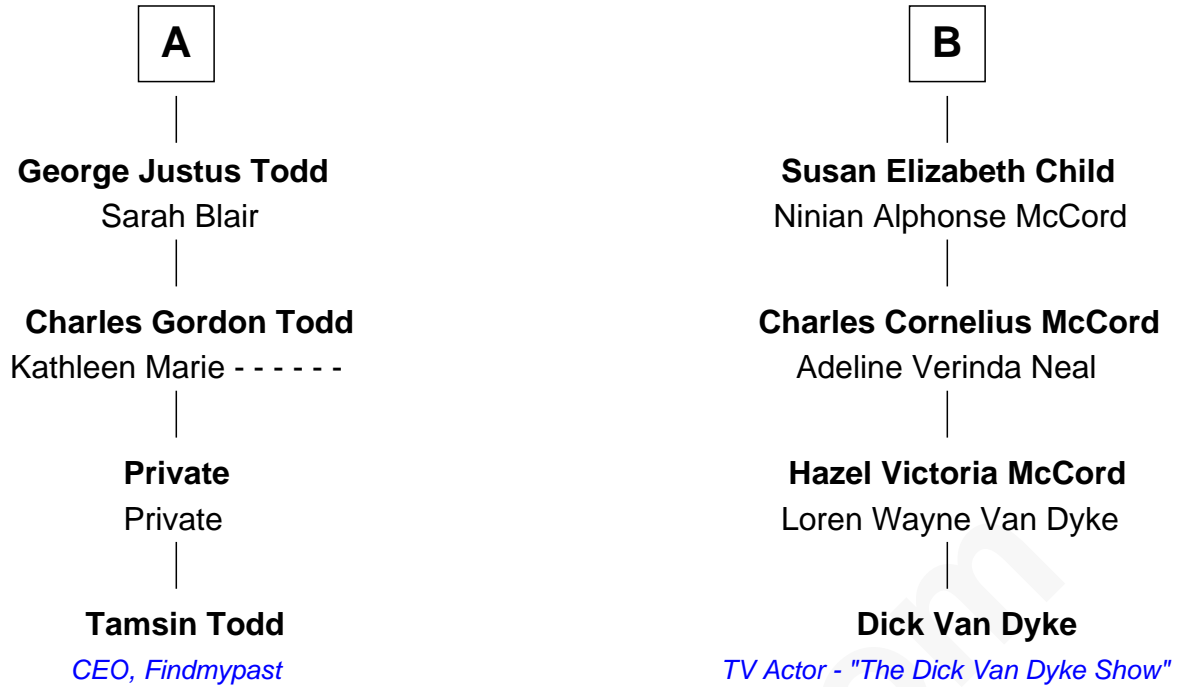 A
George Justus Todd
Sarah Blair
Charles Gordon Todd
Kathleen Marie - - - - - -
Private
Private
Tamsin Todd
CEO, Findmypast
B
Susan Elizabeth Child
Ninian Alphonse McCord
Charles Cornelius McCord
Adeline Verinda Neal
Hazel Victoria McCord
Loren Wayne Van Dyke
Dick Van Dyke
TV Actor - "The Dick Van Dyke Show"